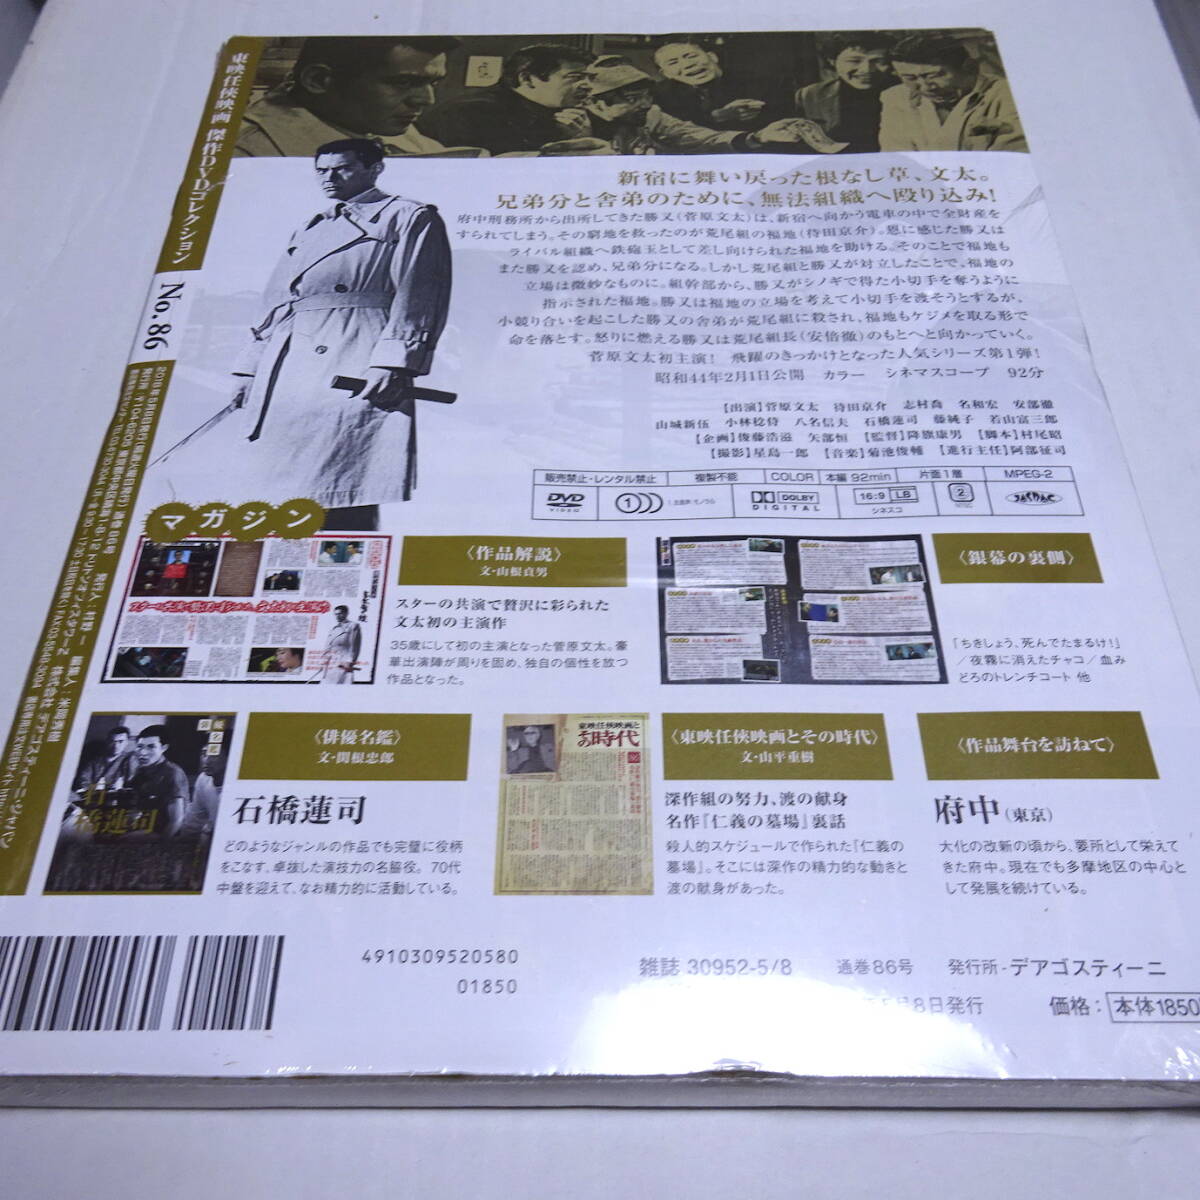 東映任侠映画 傑作DVDコレクション No.86
新宿に舞い戻った根なし草、文太。
兄弟分と舎弟のために、無法組織へ殴り込み!
府中刑務所から出所してきた勝又(菅原文太)は、新宿へ向かう電車の中で全財産を
すられてしまう。その窮地を救ったのが荒尾組の福地(待田京介)。恩に感じた勝又は
ライバル組織へ鉄砲玉として差し向けられた福地を助ける。そのことで福地も
また勝又を認め、兄弟分になる。しかし荒尾組と勝又が対立したことで、福地の
立場は微妙なものに。組幹部から、勝又がシノギで得た小切手を奪うように
指示された福地。勝又は福地の立場を考えて小切手を渡そうとするが、
小競り合いを起こした勝又の舎弟が荒尾組に殺され、福地もケジメを取る形で
命を落とす。怒りに燃える勝又は荒尾組長(安倍徹)のもとへと向かっていく。
菅原文太初主演! 飛躍のきっかけとなった人気シリーズ第1弾!
昭和44年2月1日公開 カラー シネマスコープ 92分
【出演】菅原文太 待田京介 志村喬 名和宏 安部徹
山城新伍 小林稔侍 八名信夫 石橋蓮司 藤純子 若山富三郎
【企画】俊藤浩滋 矢部恒 【監督】降旗康男 【脚本】村尾昭
【撮影】星島一郎 【音楽】菊池俊輔 【進行主任】阿部征司
販売禁止・レンタル禁止 複製不能 COLOR 本編 92min 片面1層 MPEG-2
DVD VIDEO 1 1.主音声 モノラル DOLBY DIGITAL 16:9 LB シネスコ 2 NTSC
マガジン
〈作品解説〉
文・山根貞男
スターの共演で贅沢に彩られた
文太初の主演作
35歳にして初の主演となった菅原文太。豪
華出演陣が周りを固め、独自の個性を放つ
作品となった。
〈銀幕の裏側〉
「ちきしょう、死んでたまるけ!」
/夜霧に消えたチャコ/血み
どろのトレンチコート 他
石橋蓮司
〈俳優名鑑〉
文・関根忠郎
石橋蓮司
どのようなジャンルの作品でも完璧に役柄
をこなす、卓抜した演技力の名脇役。70代
中盤を迎えて、なお精力的に活動している。
東映任侠映画と
その時代
〈東映任侠映画とその時代〉
文・山平重樹
深作組の努力、渡の献身
名作『仁義の墓場』裏話
殺人的スケジュールで作られた『仁義の
墓場』。そこには深作の精力的な動きと
渡の献身があった。
〈作品舞台を訪ねて〉
府中(東京)
大化の改新の頃から、要所として栄えて
きた府中。現在でも多摩地区の中心と
して発展を続けている。
4910309520580
01850
雑誌 30952-5/8 通巻86号 発行所-デアゴスティーニ
8日発行 価格: 本体1850